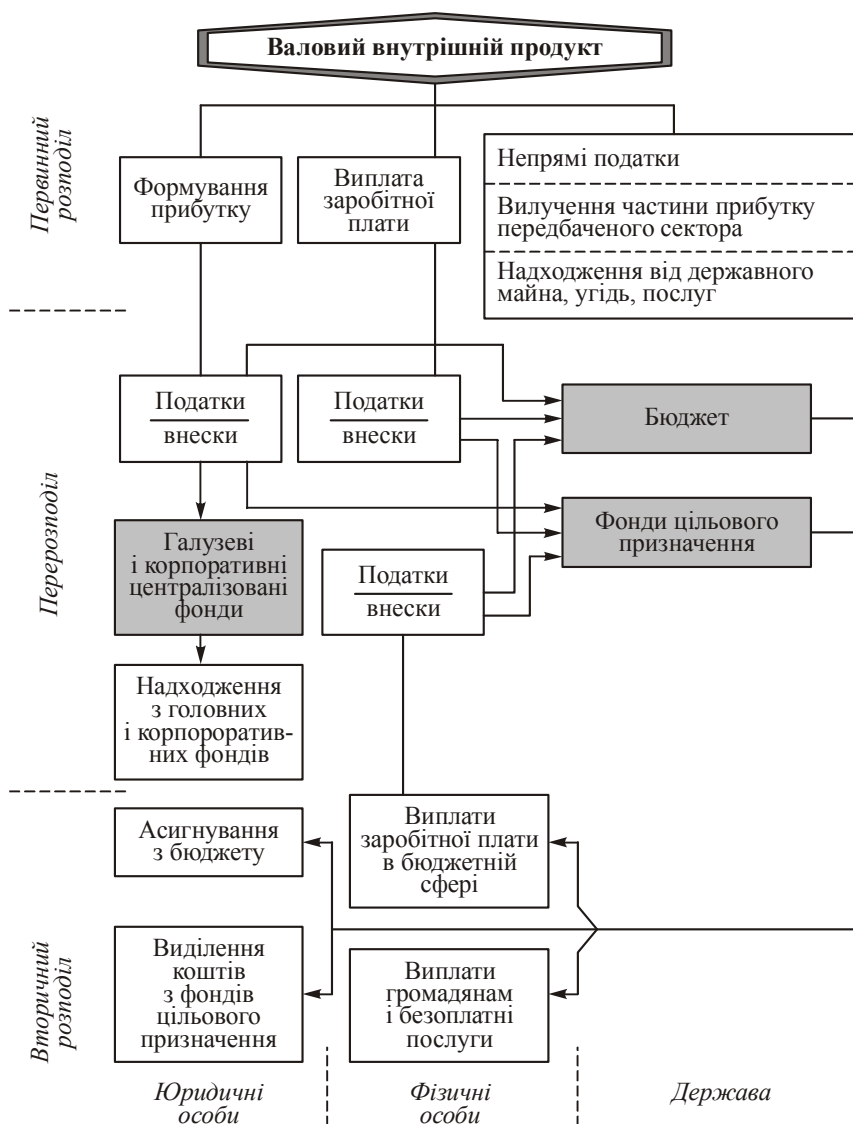 Валовий внутрішній продукт
Первинний
розподіл
Формування
прибутку
Виплата
заробітної
плати
Непрямі податки
Вилучення частини прибутку
передбаченого сектора
Надходження від державного
майна, угідь, послуг
Перерозподіл
Податки
внески
Податки
внески
Бюджет
Фонди цільового
призначення
Галузеві
і корпоративні
централізовані
фонди
Податки
внески
Надходження
з головних
і корпроратив-
них фондів
Вторичний
розподіл
Асигнування
з бюджету
Виплати
заробітної плати
в бюджетній
сфері
Виділення
коштів
з фондів
цільового
призначення
Виплати
громадянам
і безоплатні
послуги
Юридичні
особи
Фізичні
особи
Держава